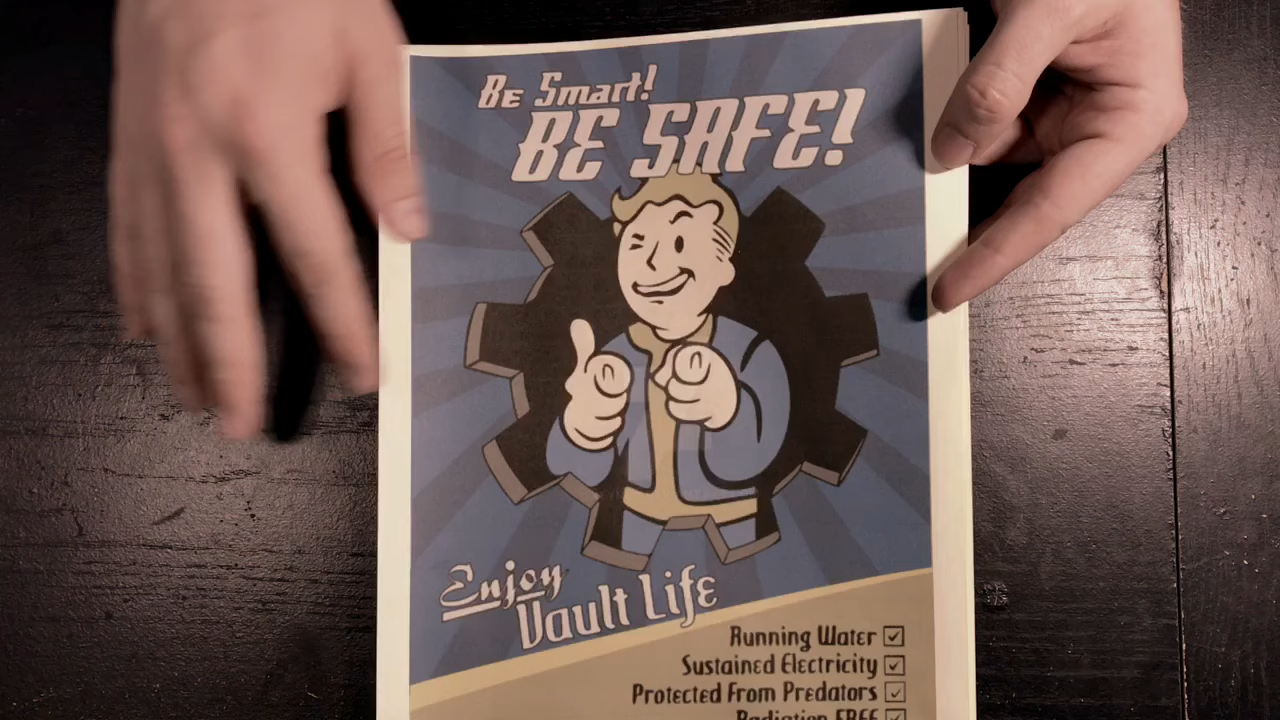 Be Smart!
BE SAFE!
Enjoy
Vault Life
Running Water
Sustained Electricity
Protected From Predators
Radiation FREE